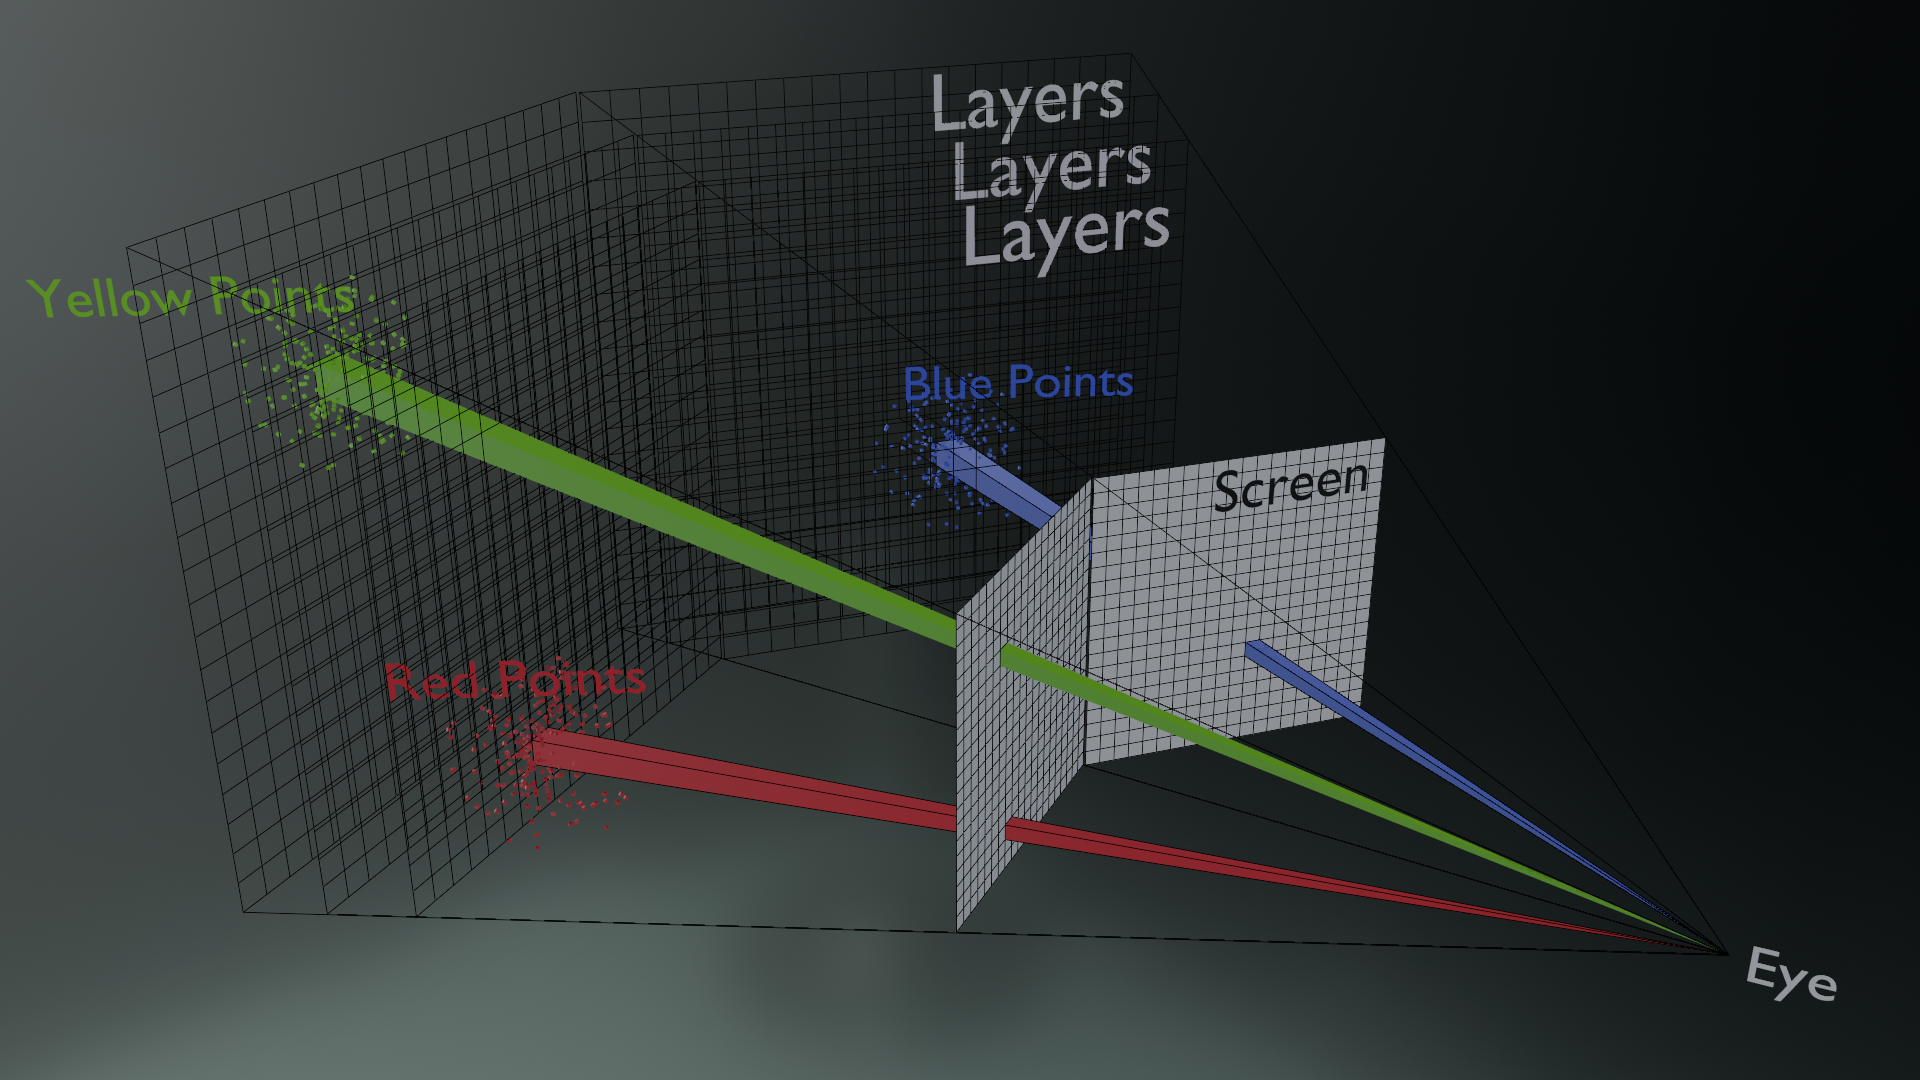 Layers
Layers
Layers
Yellow Points
Blue Points
Screen
Red Points
Eye